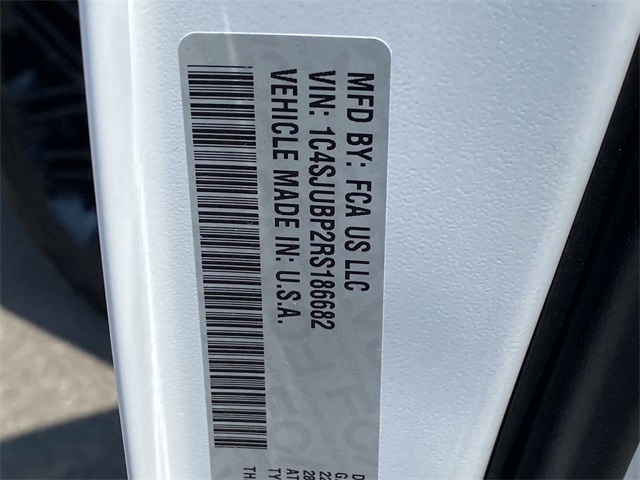 MFD BY: FCA US LLC
VIN: 1C4SJUBP2RS186682
VEHICLE MADE IN: U.S.A.